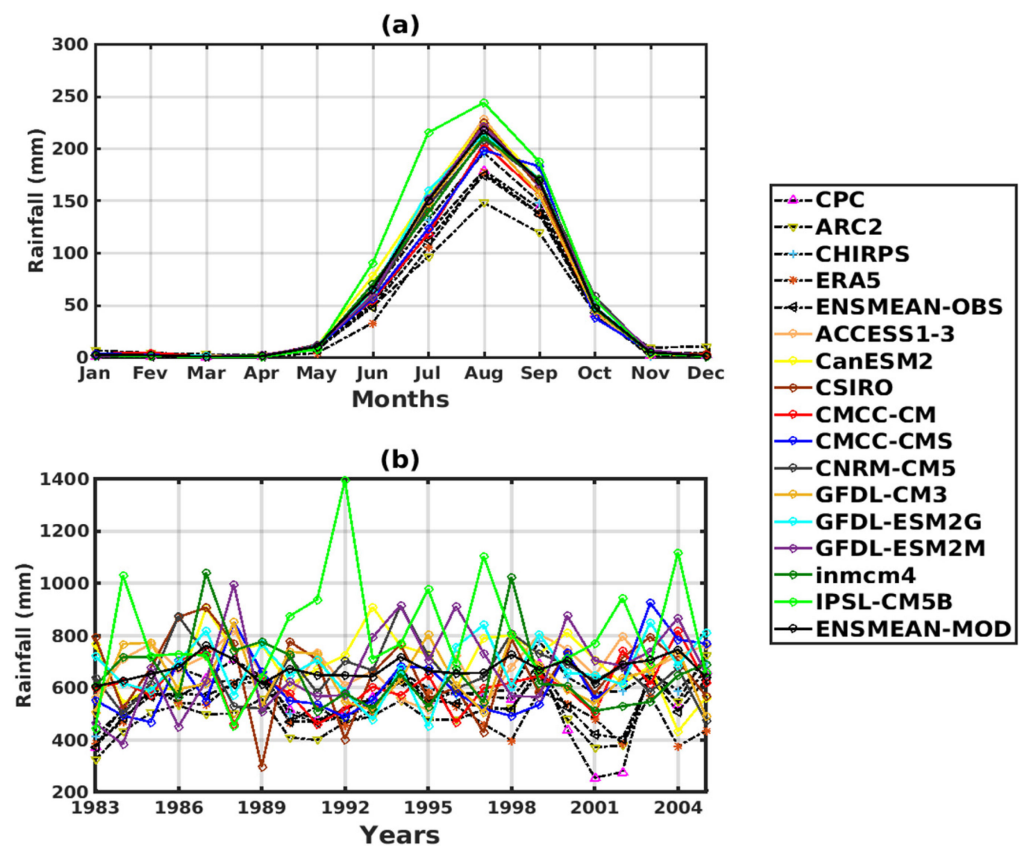 (a)
Rainfall (mm)
300
250
200
150
100
50
0
Jan Fev Mar Apr May Jun Jul Aug Sep Oct Nov Dec
Months
(b)
Rainfall (mm)
1400
1200
1000
800
600
400
200
1983 1986 1989 1992 1995 1998 2001 2004
Years
CPC
ARC2
CHIRPS
ERA5
ENSMEAN-OBS
ACCESS1-3
CanESM2
CSIRO
CMCC-CM
CMCC-CMS
CNRM-CM5
GFDL-CM3
GFDL-ESM2G
GFDL-ESM2M
inmcm4
IPSL-CM5B
ENSMEAN-MOD